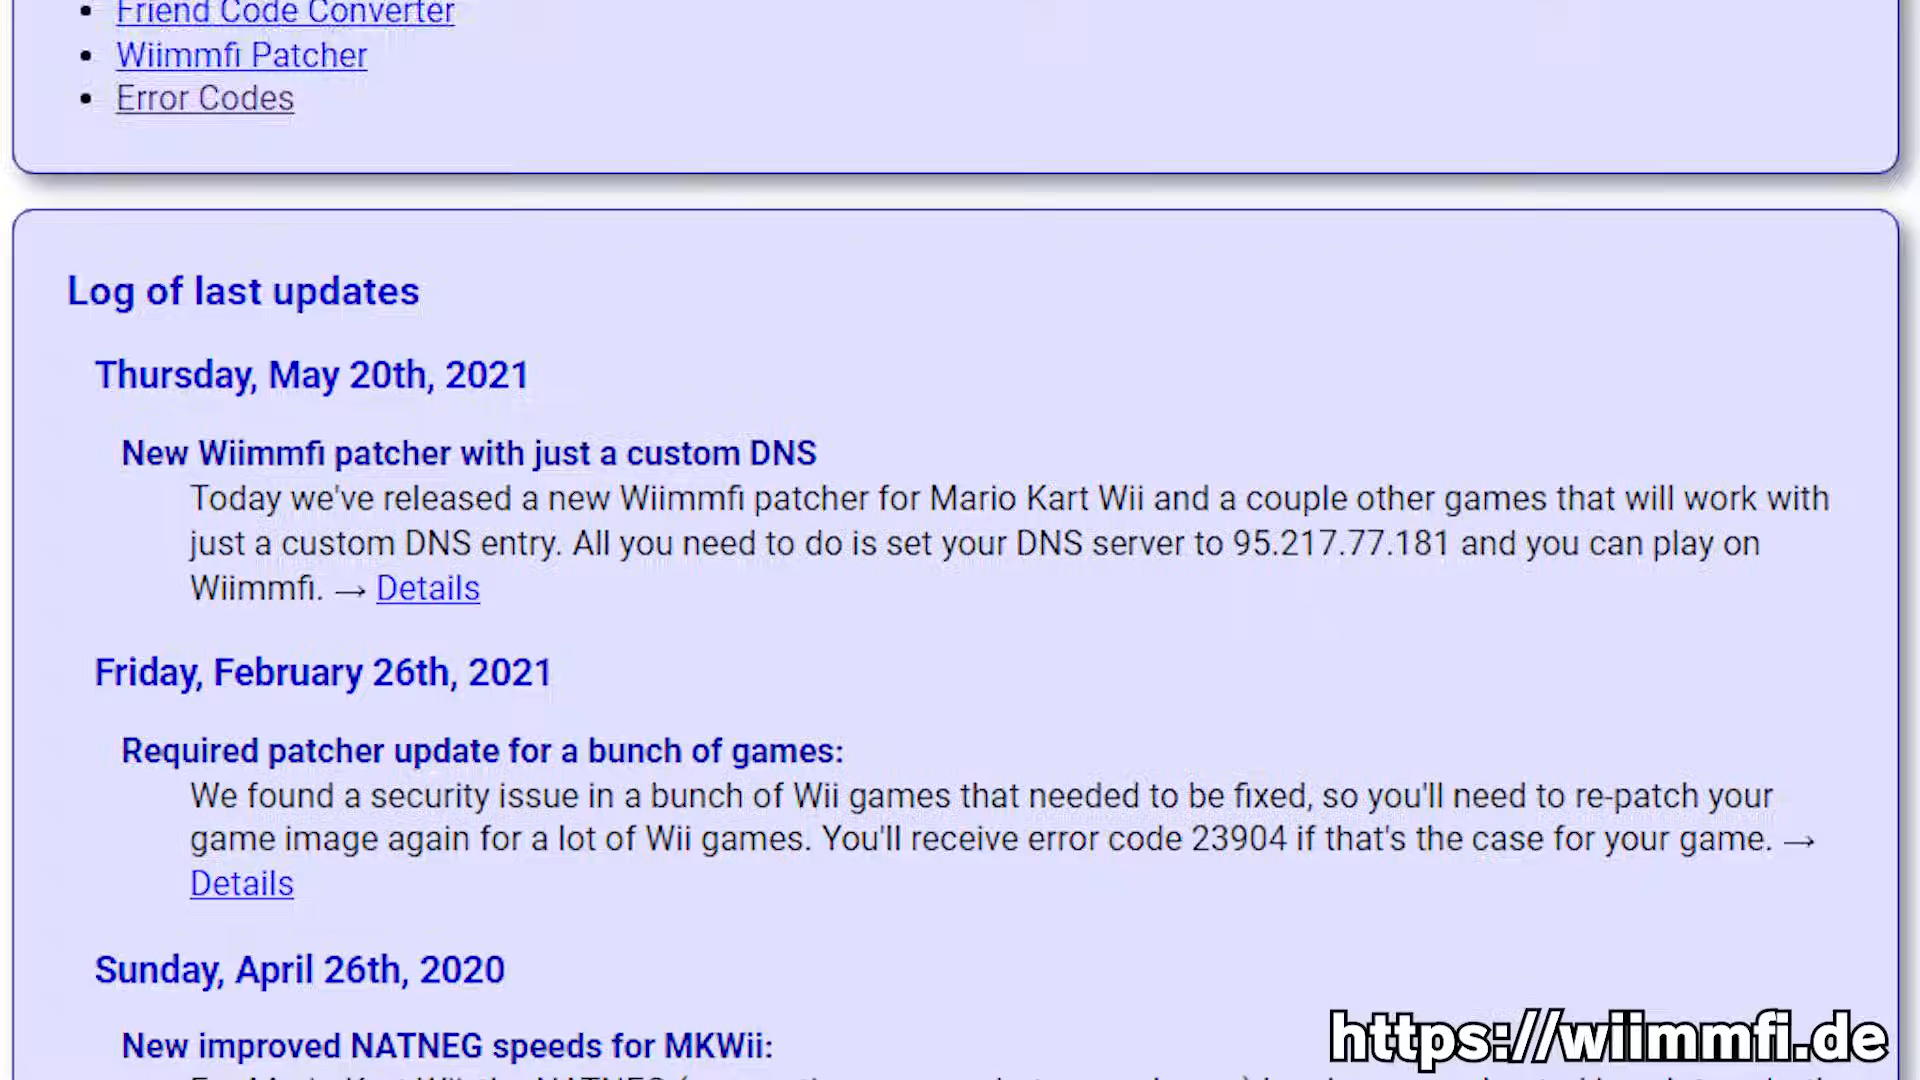 Friend Code Converter
Wiimmfi Patcher
Error Codes
Log of last updates
Thursday, May 20th, 2021
New Wiimmfi patcher with just a custom DNS
Today we've released a new Wiimmfi patcher for Mario Kart Wii and a couple other games that will work with
just a custom DNS entry. All you need to do is set your DNS server to 95.217.77.181 and you can play on
Wiimmfi. → Details
Friday, February 26th, 2021
Required patcher update for a bunch of games:
We found a security issue in a bunch of Wii games that needed to be fixed, so you'll need to re-patch your
game image again for a lot of Wii games. You'll receive error code 23904 if that's the case for your game. →
Details
Sunday, April 26th, 2020
New improved NATNEG speeds for MKWii:
https://wiimmfi.de